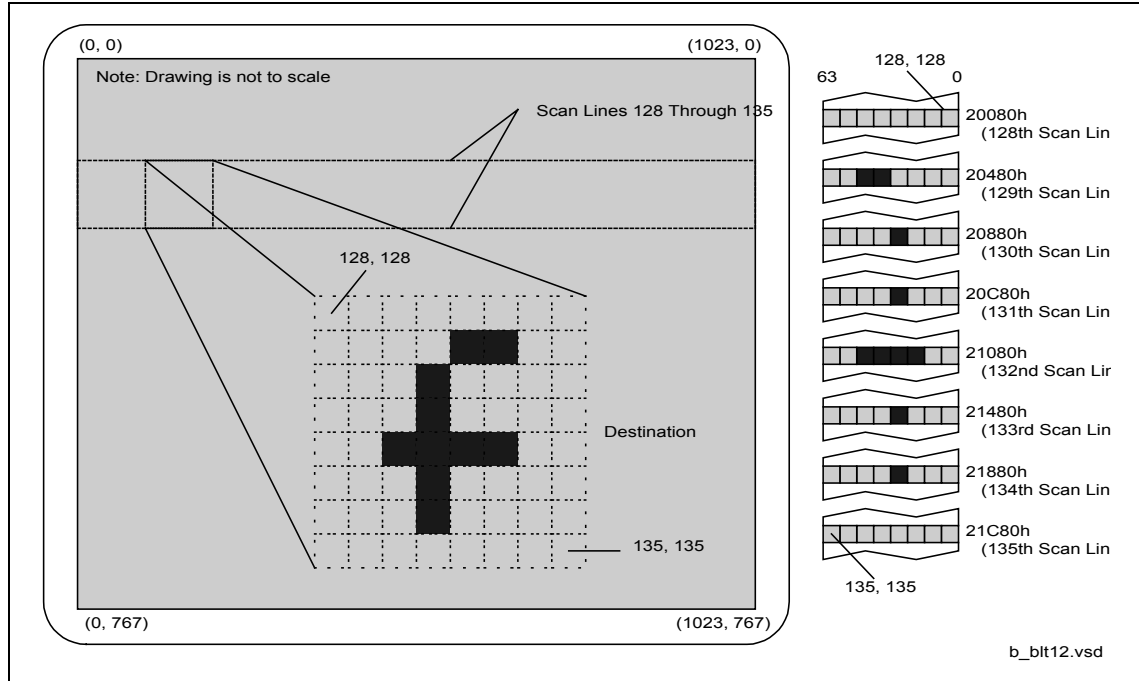 (0, 0)
(1023, 0)
Note: Drawing is not to scale
Scan Lines 128 Through 135
128, 128
Destination
135, 135
(0, 767)
(1023, 767)
128, 128
63
0
20080h
(128th Scan Lin
20480h
(129th Scan Lin
20880h
(130th Scan Lin
20C80h
(131th Scan Lin
21080h
(132nd Scan Lir
21480h
(133rd Scan Lin
21880h
(134th Scan Lin
21C80h
(135th Scan Lin
135, 135
b_blt12.vsd